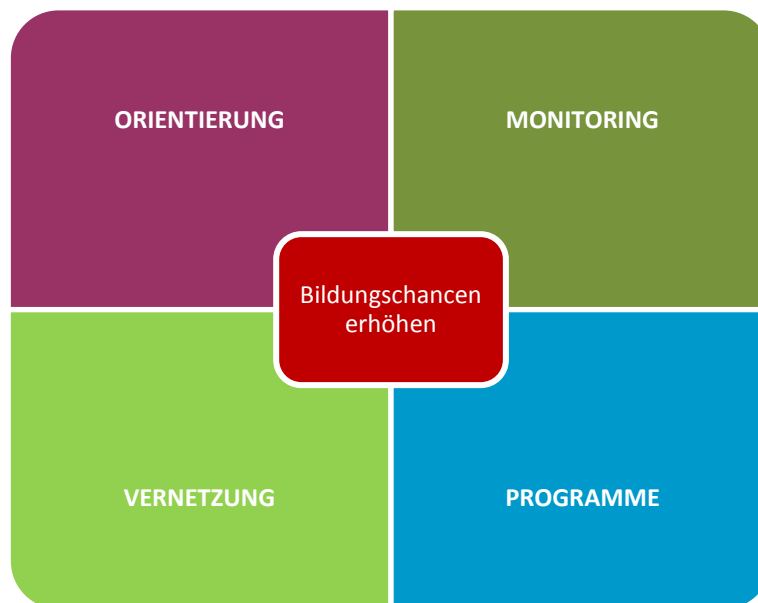 ORIENTIERUNG
MONITORING
Bildungschancen
erhöhen
VERNETZUNG
PROGRAMME